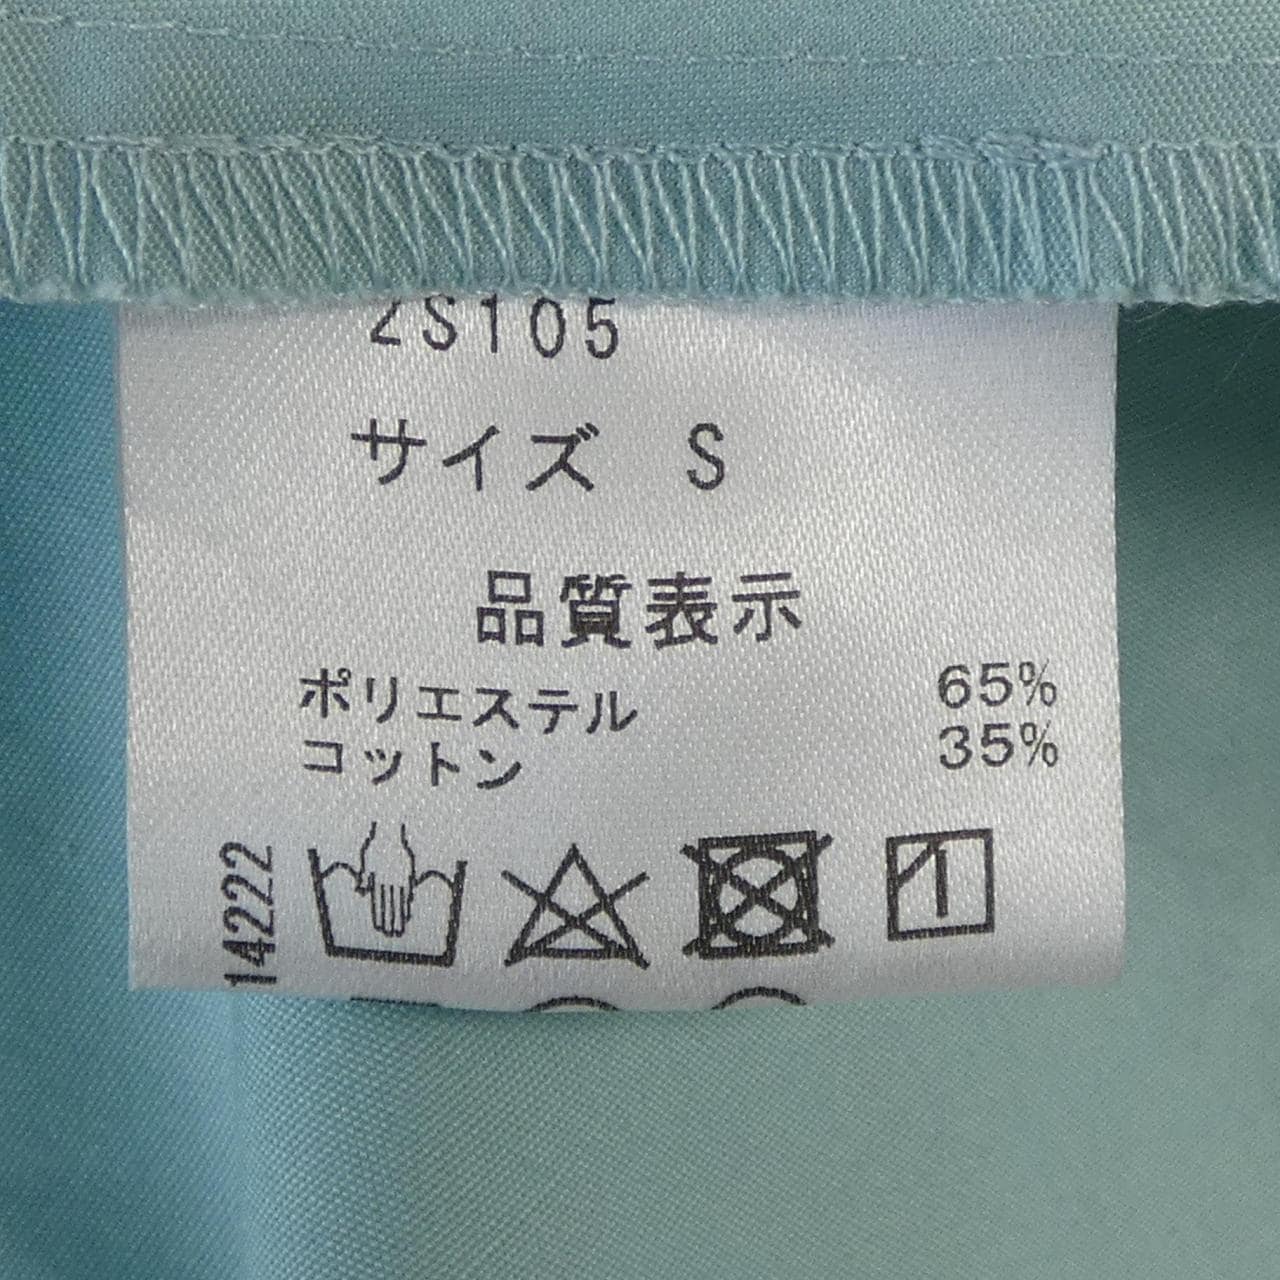 ZS105
サイズ S
品質表示
ポリエステル 65%
コットン 35%
14222